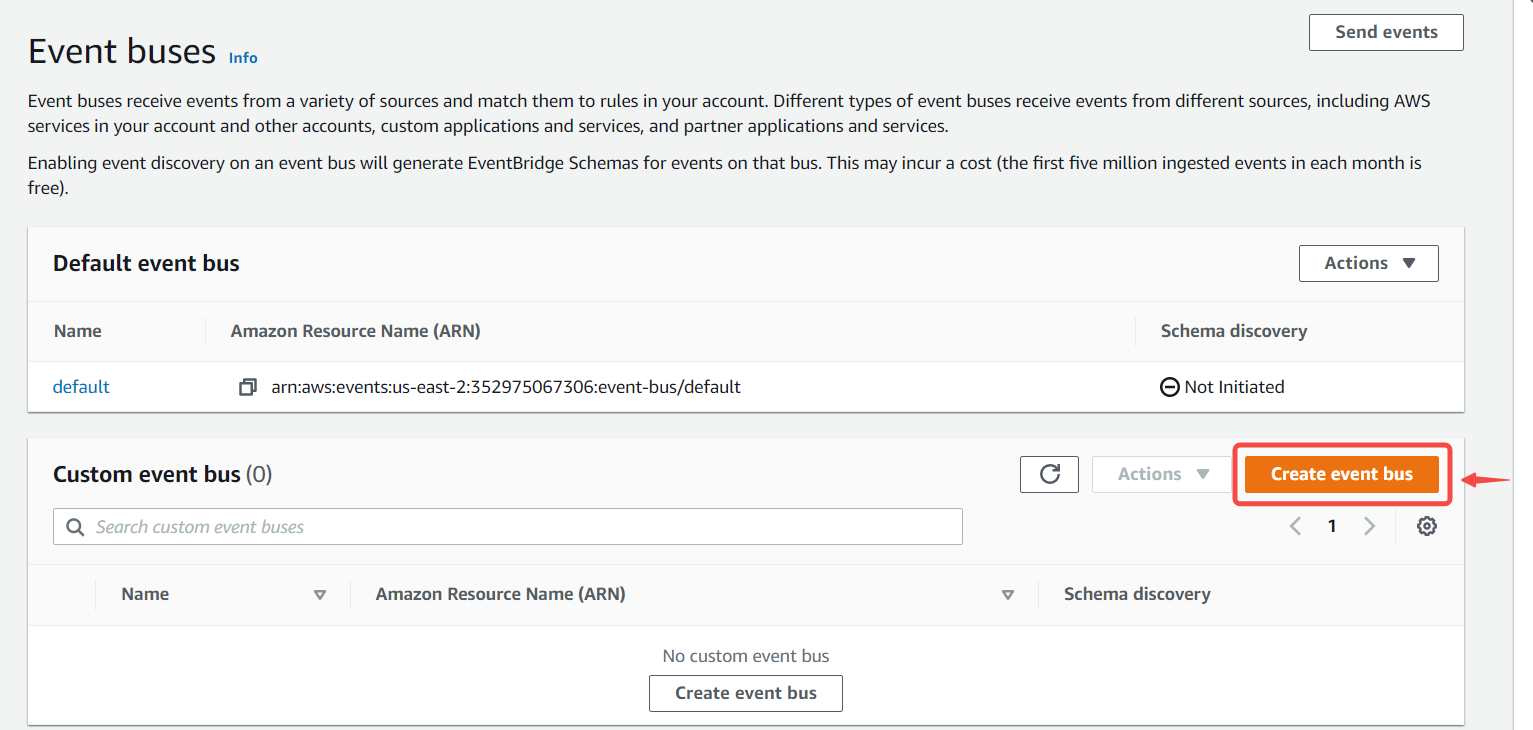 Send events
Event buses Info
Event buses receive events from a variety of sources and match them to rules in your account. Different types of event buses receive events from different sources, including AWS
services in your account and other accounts, custom applications and services, and partner applications and services.
Enabling event discovery on an event bus will generate EventBridge Schemas for events on that bus. This may incur a cost (the first five million ingested events in each month is
free).
Default event bus
Actions
Name Amazon Resource Name (ARN) Schema discovery
default arn:aws:events:us-east-2:352975067306:event-bus/default Not Initiated
Custom event bus (0)
Actions Create event bus
Search custom event buses
1
Name Amazon Resource Name (ARN) Schema discovery
No custom event bus
Create event bus